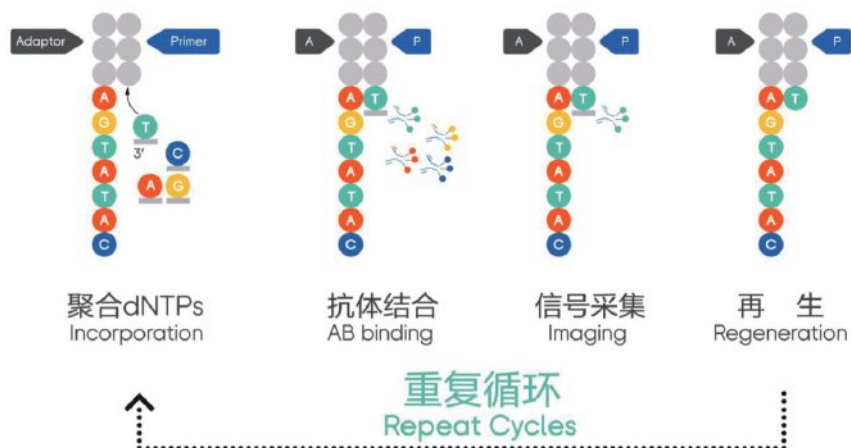 Adaptor
Primer
A
G
T
A
T
A
C
T
3'
C
A
G
A
P
A
T
G
T
A
T
A
C
A
P
A
T
G
T
A
T
A
C
A
P
A
T
G
T
A
T
A
C
聚合dNTPs
Incorporation
抗体结合
AB binding
信号采集
Imaging
再 生
Regeneration
重复循环
Repeat Cycles